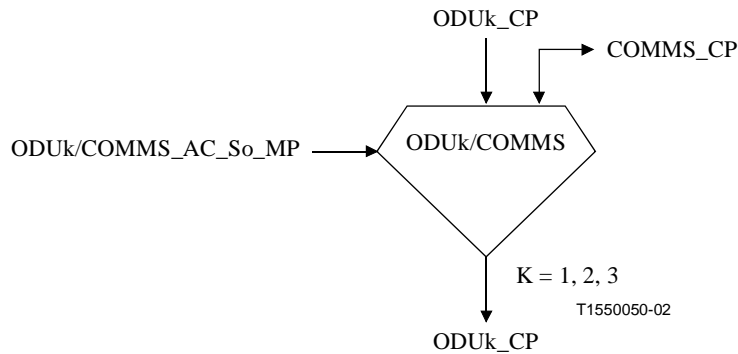 ODUk_CP
COMMS_CP
ODUk/COMMS_AC_So_MP
ODUk/COMMS
K = 1, 2, 3
T1550050-02
ODUk_CP